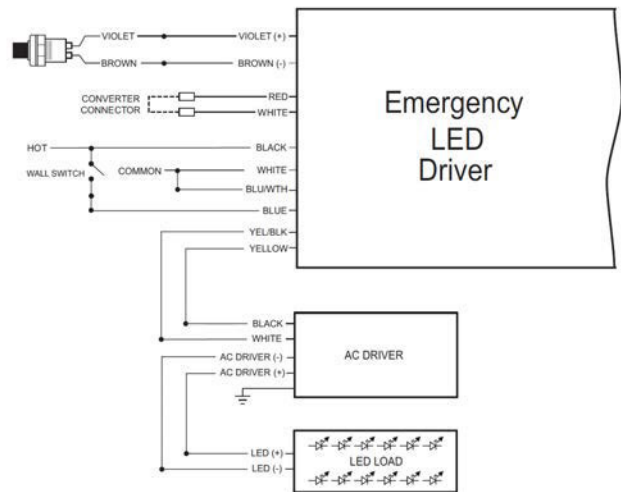 VIOLET VIOLET (+)
BROWN BROWN (-)
CONVERTER
CONNECTOR
RED
WHITE
HOT BLACK
WALL SWITCH
COMMON WHITE
BLU/WTH
BLUE
YEL/BLK
YELLOW
Emergency
LED
Driver
BLACK
WHITE
AC DRIVER (-)
AC DRIVER (+)
AC DRIVER
LED (+)
LED (-)
LED LOAD